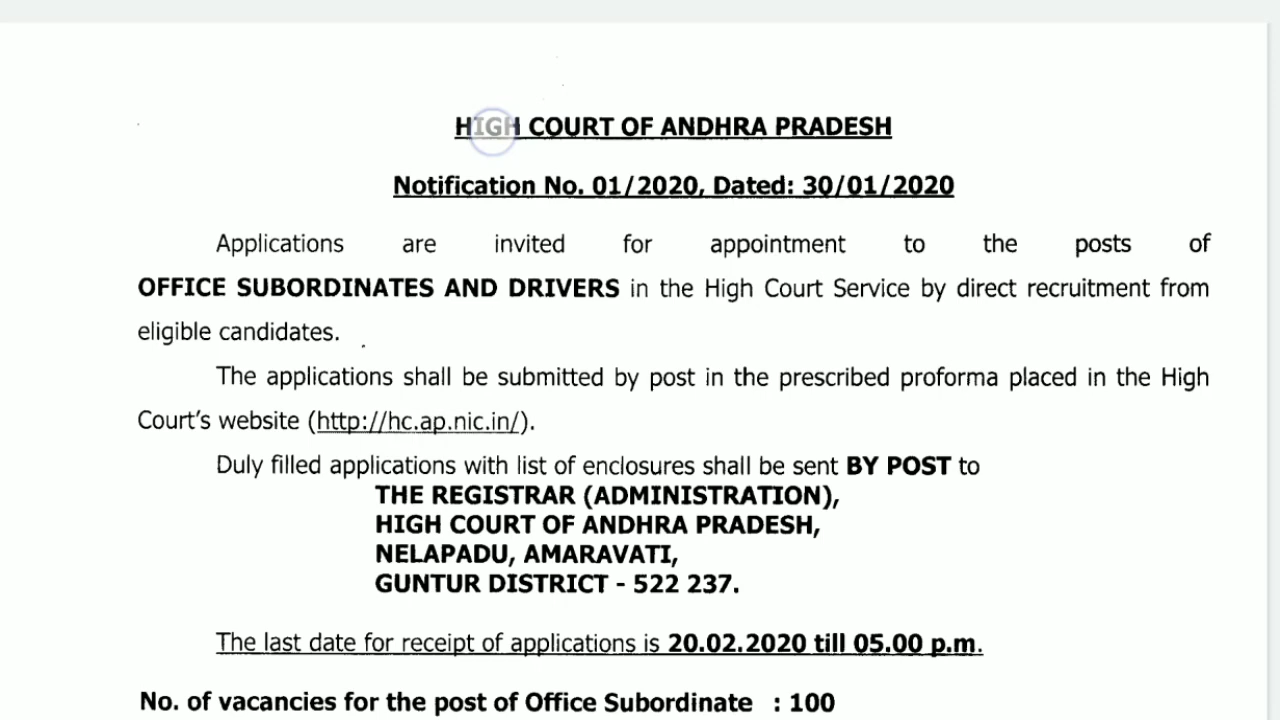 HIGH COURT OF ANDHRA PRADESH
Notification No. 01/2020, Dated: 30/01/2020
Applications are invited for appointment to the posts of
OFFICE SUBORDINATES AND DRIVERS in the High Court Service by direct recruitment from
eligible candidates.
The applications shall be submitted by post in the prescribed proforma placed in the High
Court's website (http://hc.ap.nic.in/).
Duly filled applications with list of enclosures shall be sent BY POST to
THE REGISTRAR (ADMINISTRATION),
HIGH COURT OF ANDHRA PRADESH,
NELAPADU, AMARAVATI,
GUNTUR DISTRICT - 522 237.
The last date for receipt of applications is 20.02.2020 till 05.00 p.m.
No. of vacancies for the post of Office Subordinate : 100